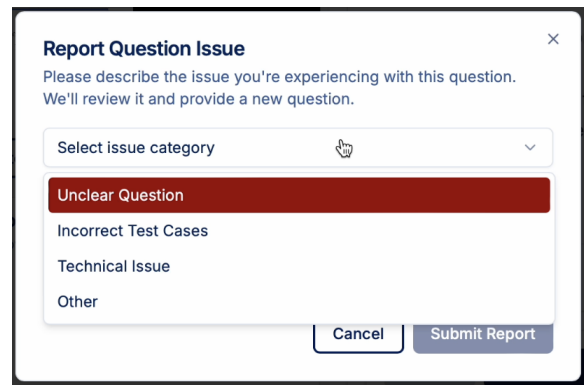 Report Question Issue
Please describe the issue you're experiencing with this question.
We'll review it and provide a new question.
Select issue category
Unclear Question
Incorrect Test Cases
Technical Issue
Other
Cancel
Submit Report